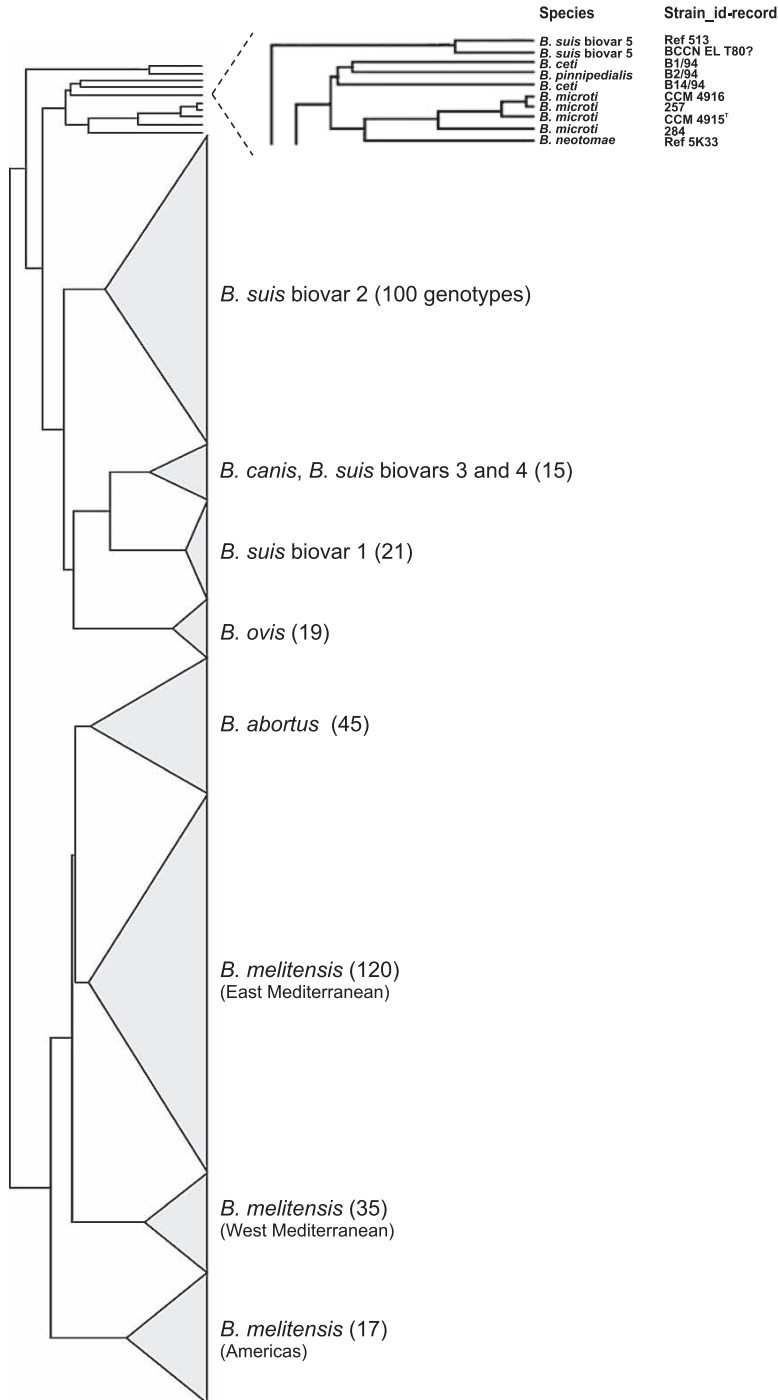 Species Strain_id-record
B. suis biovar 5 Ref 513
B. suis biovar 5 BCCN EL T80?
B. ceti B1/94
B. pinnipedialis B2/94
B. ceti B14/94
B. microti CCM 4916
B. microti 257
B. microti CCM 4915ᵀ
B. microti 284
B. neotomae Ref 5K33
B. suis biovar 2 (100 genotypes)
B. canis, B. suis biovars 3 and 4 (15)
B. suis biovar 1 (21)
B. ovis (19)
B. abortus (45)
B. melitensis (120)
(East Mediterranean)
B. melitensis (35)
(West Mediterranean)
B. melitensis (17)
(Americas)